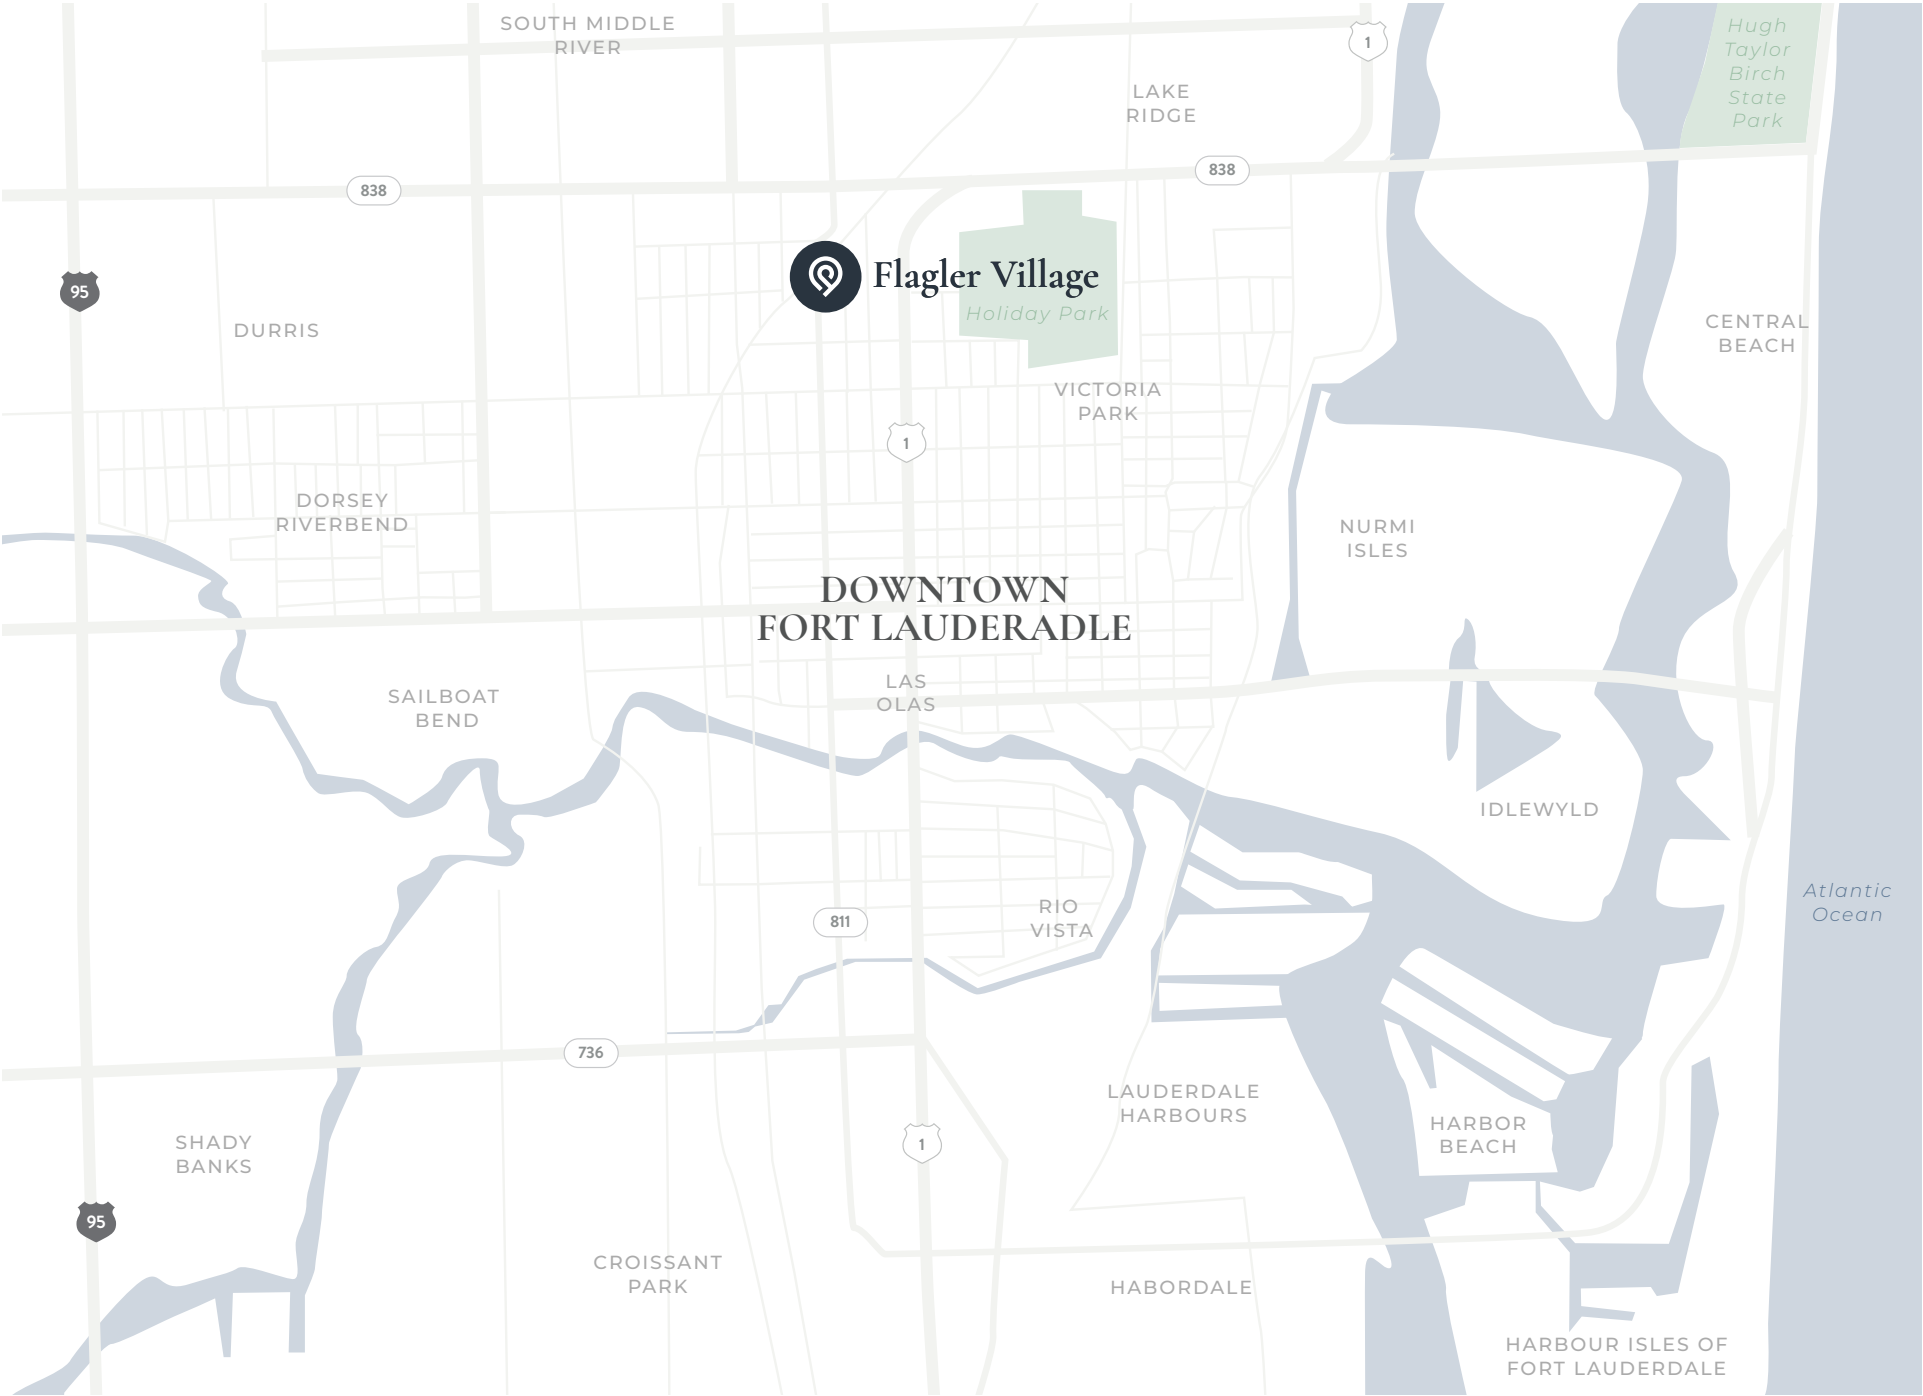 SOUTH MIDDLE
RIVER
Hugh
Taylor
Birch
State
Park
1
LAKE
RIDGE
838
838
95
Flagler Village
Holiday Park
DURRIS
CENTRAL
BEACH
VICTORIA
PARK
1
DORSEY
RIVERBEND
NURMI
ISLES
DOWNTOWN
FORT LAUDERADLE
SAILBOAT
BEND
LAS
OLAS
IDLEWYLD
Atlantic
Ocean
RIO
VISTA
811
736
LAUDERDALE
HARBOURS
HARBOR
BEACH
1
SHADY
BANKS
95
CROISSANT
PARK
HABORDALE
HARBOUR ISLES OF
FORT LAUDERDALE